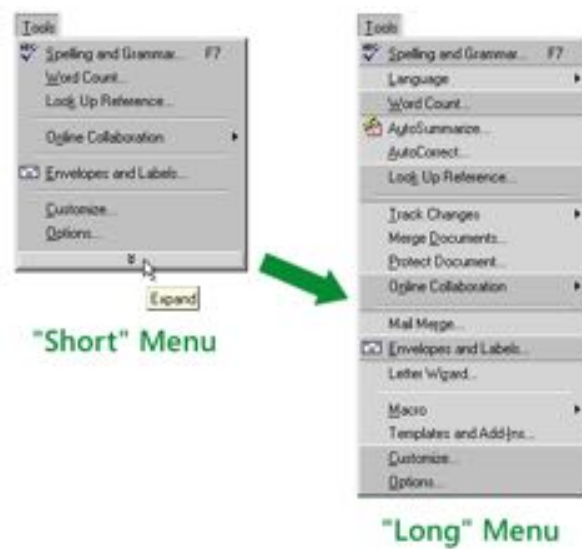 Tools
Spelling and Grammar... F7
Word Count...
Look Up Reference...
Online Collaboration
Envelopes and Labels...
Customize...
Options...
Expand
"Short" Menu
Tools
Spelling and Grammar... F7
Language
Word Count...
AutoSummarize...
AutoCorrect...
Look Up Reference...
Track Changes
Merge Documents...
Protect Document...
Online Collaboration
Mail Merge...
Envelopes and Labels...
Letter Wizard...
Macro
Templates and Add-Ins...
Customize...
Options...
"Long" Menu